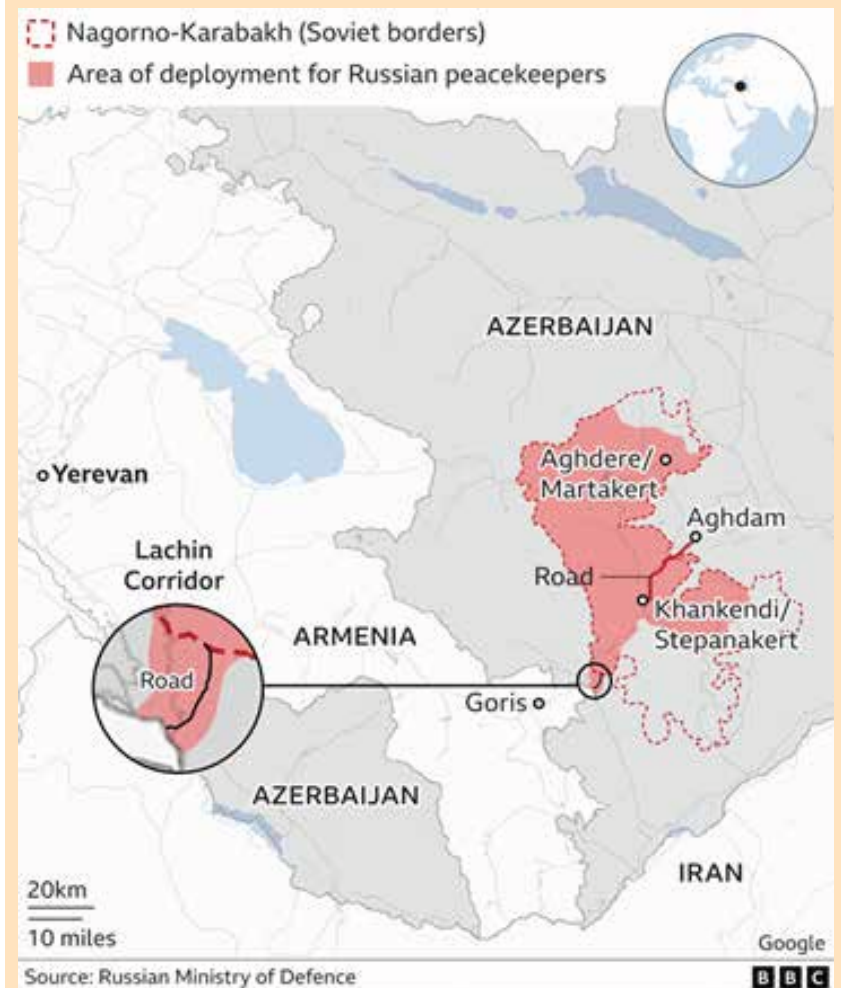 Nagorno-Karabakh (Soviet borders)
Area of deployment for Russian peacekeepers
AZERBAIJAN
Aghdere/
Martakert
Yerevan
Aghdam
Lachin
Corridor
Road
Khankendi/
Stepanakert
ARMENIA
Road
Goris
AZERBAIJAN
IRAN
20km
10 miles
Google
Source: Russian Ministry of Defence
BBC